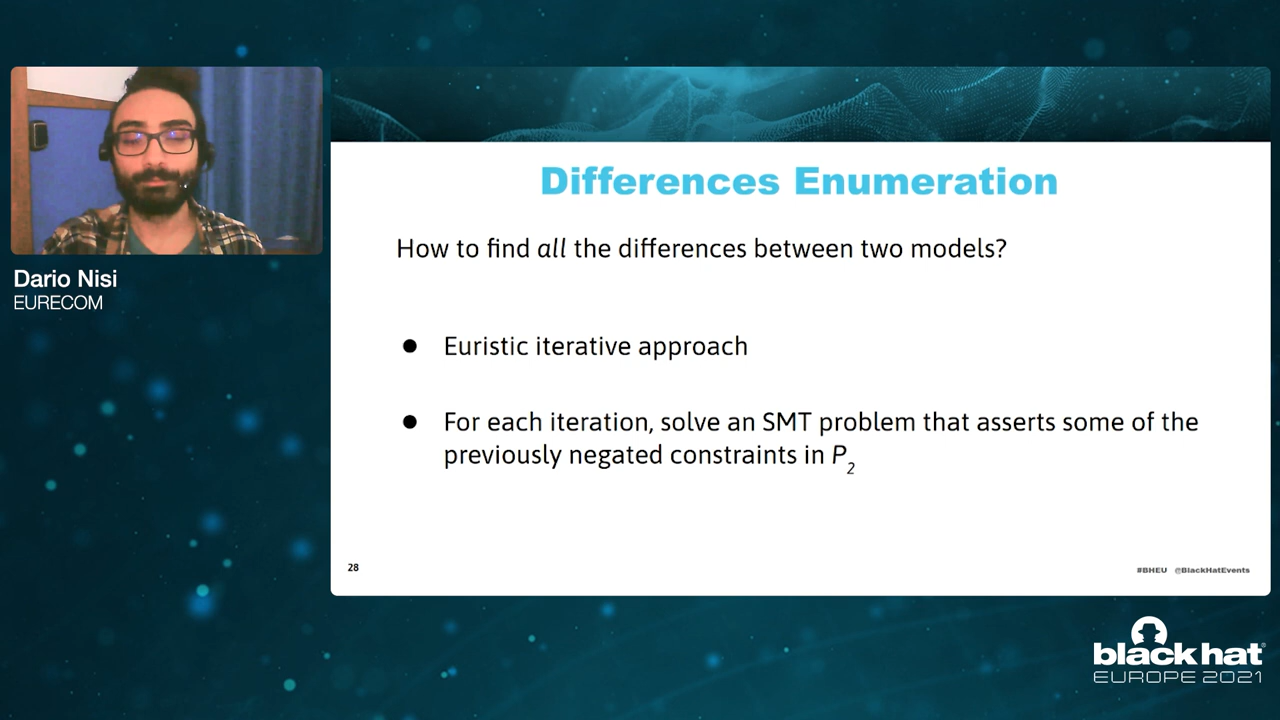 Differences Enumeration
How to find all the differences between two models?
● Euristic iterative approach
● For each iteration, solve an SMT problem that asserts some of the
previously negated constraints in P2
28
#BHEU @BlackHatEvents
Dario Nisi
EURECOM
black hat
EUROPE 2021